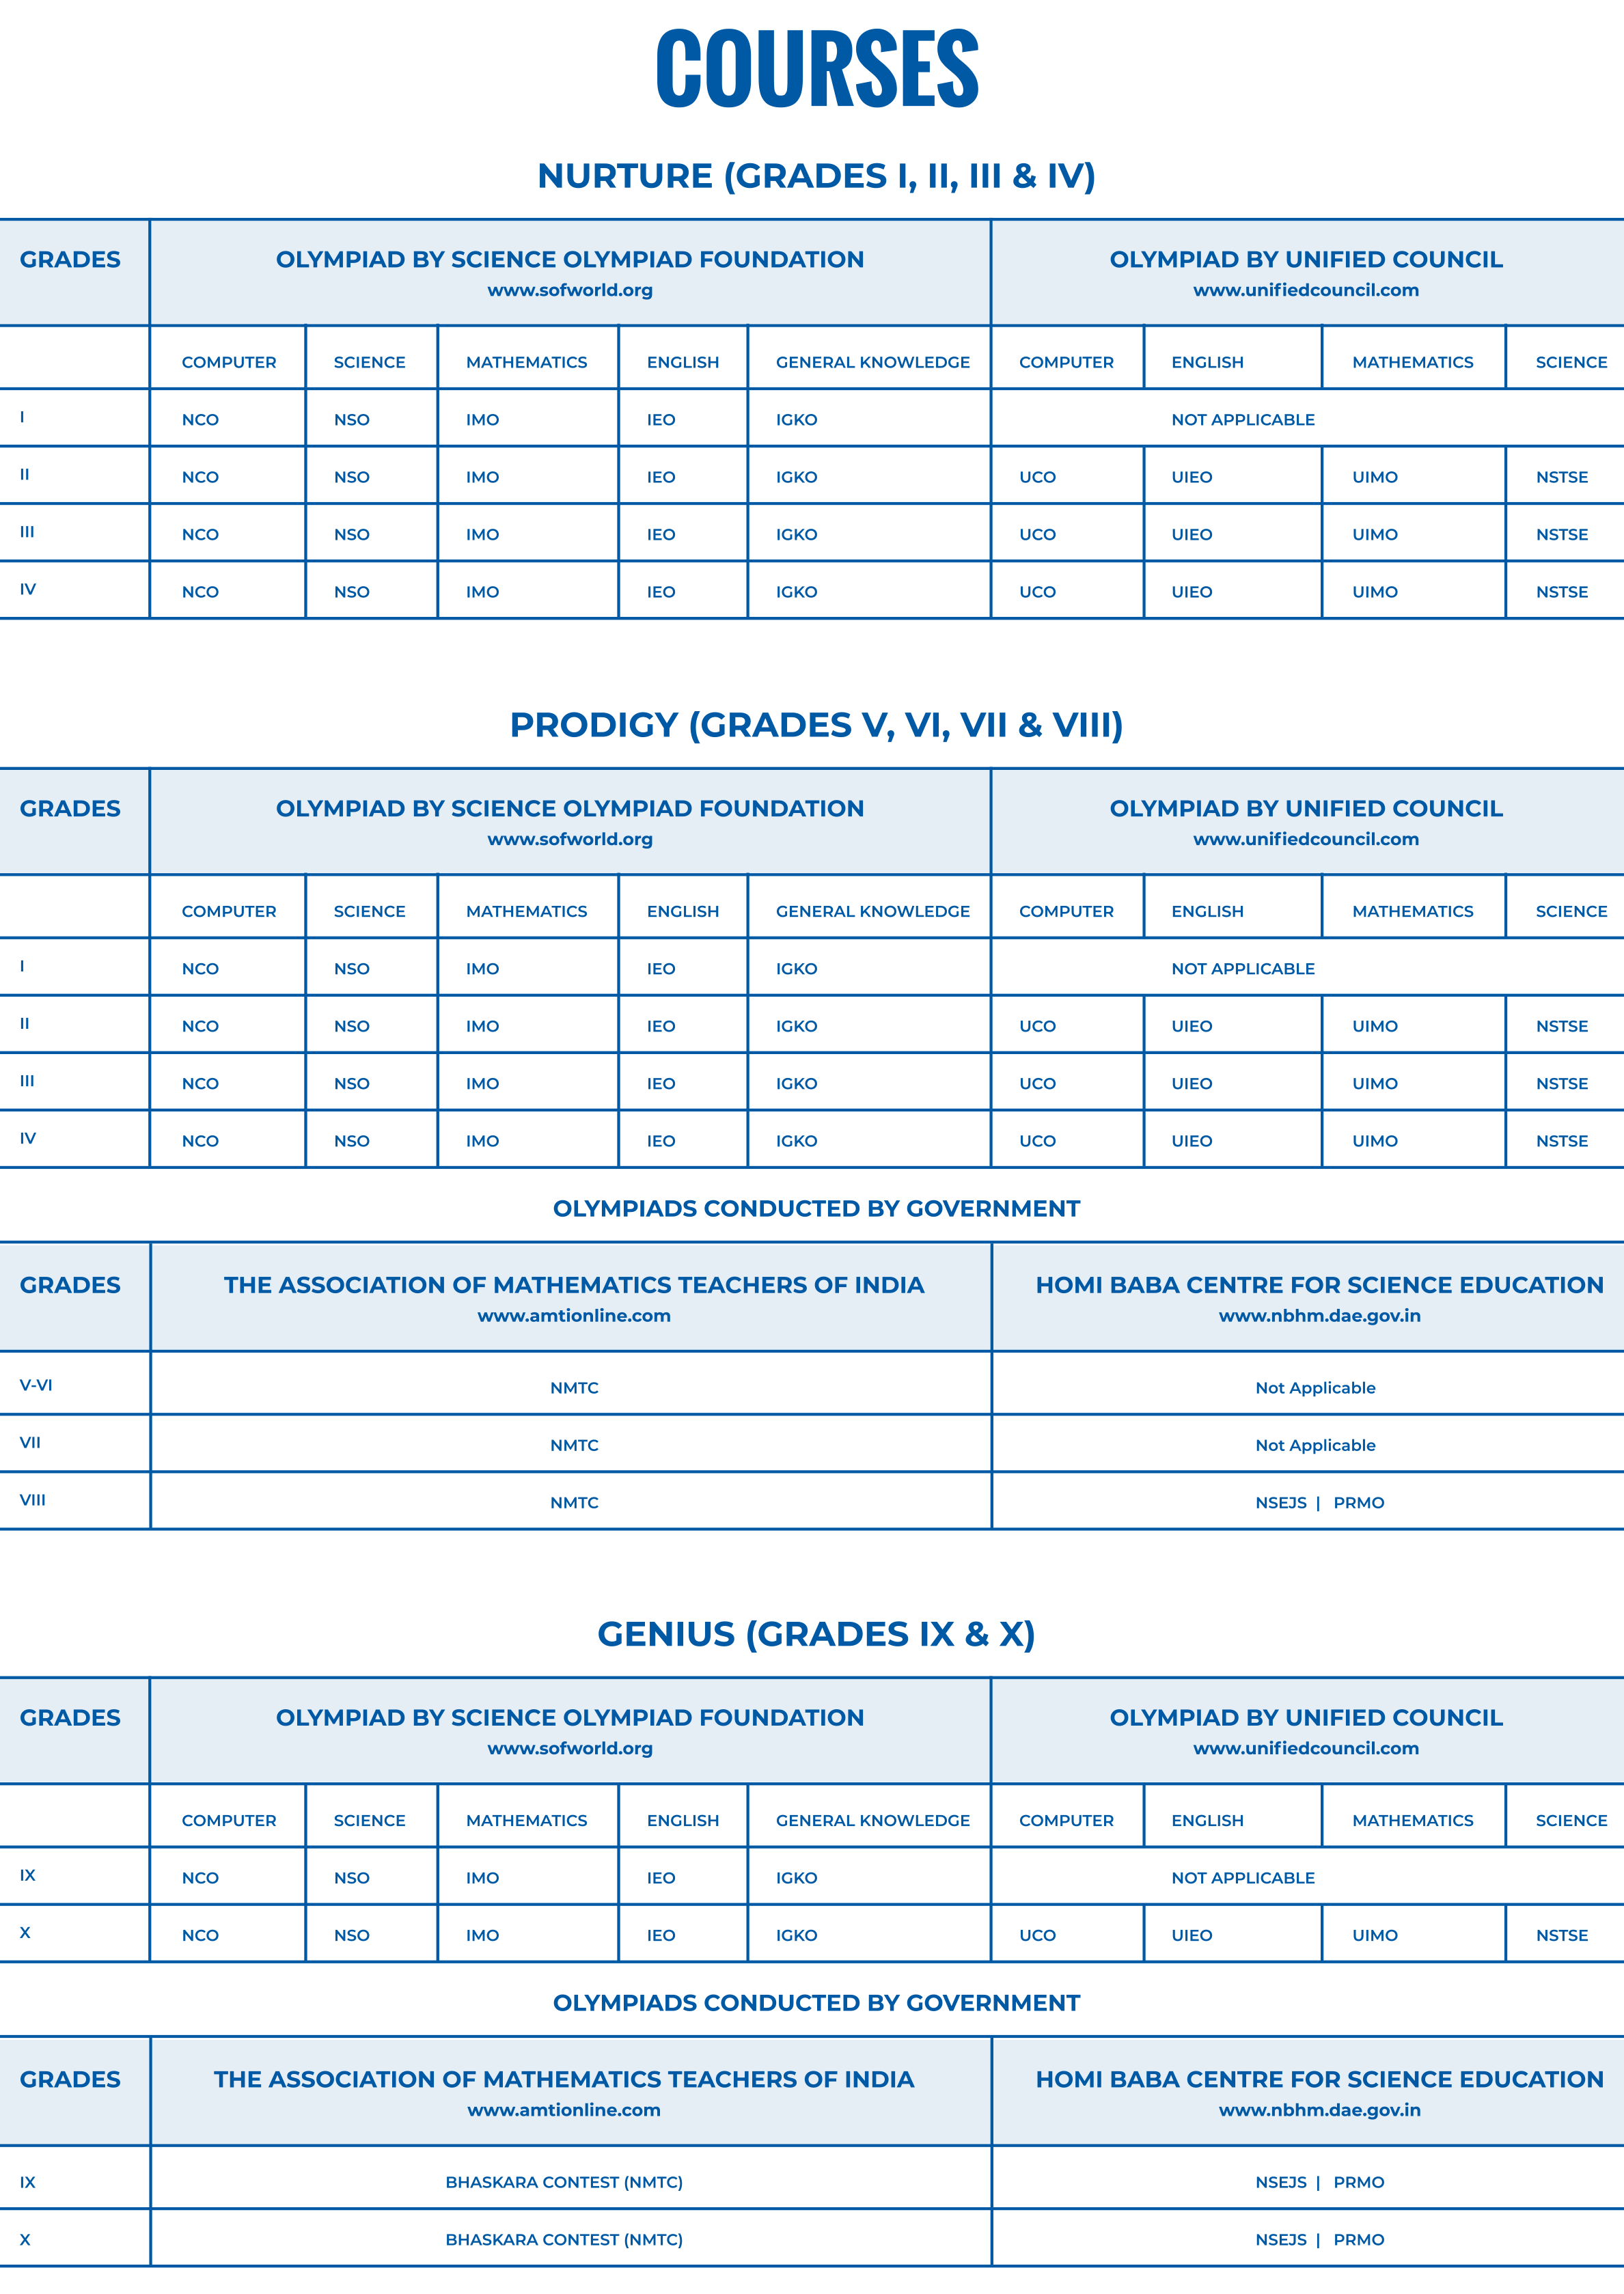 COURSES
NURTURE (GRADES I, II, III & IV)
GRADES OLYMPIAD BY SCIENCE OLYMPIAD FOUNDATION OLYMPIAD BY UNIFIED COUNCIL
www.sofworld.org www.unifiedcouncil.com
COMPUTER SCIENCE MATHEMATICS ENGLISH GENERAL KNOWLEDGE COMPUTER ENGLISH MATHEMATICS SCIENCE
I NCO NSO IMO IEO IGKO NOT APPLICABLE
II NCO NSO IMO IEO IGKO UCO UIEO UIMO NSTSE
III NCO NSO IMO IEO IGKO UCO UIEO UIMO NSTSE
IV NCO NSO IMO IEO IGKO UCO UIEO UIMO NSTSE
PRODIGY (GRADES V, VI, VII & VIII)
GRADES OLYMPIAD BY SCIENCE OLYMPIAD FOUNDATION OLYMPIAD BY UNIFIED COUNCIL
www.sofworld.org www.unifiedcouncil.com
COMPUTER SCIENCE MATHEMATICS ENGLISH GENERAL KNOWLEDGE COMPUTER ENGLISH MATHEMATICS SCIENCE
I NCO NSO IMO IEO IGKO NOT APPLICABLE
II NCO NSO IMO IEO IGKO UCO UIEO UIMO NSTSE
III NCO NSO IMO IEO IGKO UCO UIEO UIMO NSTSE
IV NCO NSO IMO IEO IGKO UCO UIEO UIMO NSTSE
OLYMPIADS CONDUCTED BY GOVERNMENT
GRADES THE ASSOCIATION OF MATHEMATICS TEACHERS OF INDIA HOMI BABA CENTRE FOR SCIENCE EDUCATION
www.amtionline.com www.nbhm.dae.gov.in
V-VI NMTC Not Applicable
VII NMTC Not Applicable
VIII NMTC NSEJS | PRMO
GENIUS (GRADES IX & X)
GRADES OLYMPIAD BY SCIENCE OLYMPIAD FOUNDATION OLYMPIAD BY UNIFIED COUNCIL
www.sofworld.org www.unifiedcouncil.com
COMPUTER SCIENCE MATHEMATICS ENGLISH GENERAL KNOWLEDGE COMPUTER ENGLISH MATHEMATICS SCIENCE
IX NCO NSO IMO IEO IGKO NOT APPLICABLE
X NCO NSO IMO IEO IGKO UCO UIEO UIMO NSTSE
OLYMPIADS CONDUCTED BY GOVERNMENT
GRADES THE ASSOCIATION OF MATHEMATICS TEACHERS OF INDIA HOMI BABA CENTRE FOR SCIENCE EDUCATION
www.amtionline.com www.nbhm.dae.gov.in
IX BHASKARA CONTEST (NMTC) NSEJS | PRMO
X BHASKARA CONTEST (NMTC) NSEJS | PRMO